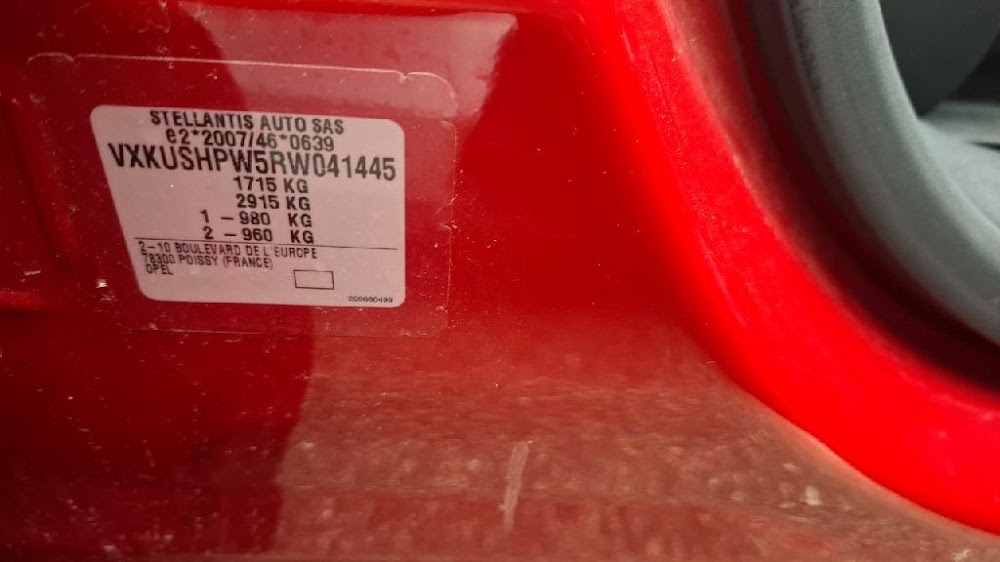 STELLANTIS AUTO SAS
e2*2007/46*0639
VXKUSHPW5RW041445
1715 KG
2915 KG
1 – 980 KG
2 – 960 KG
2–10 BOULEVARD DE L'EUROPE
78300 POISSY (FRANCE)
OPEL